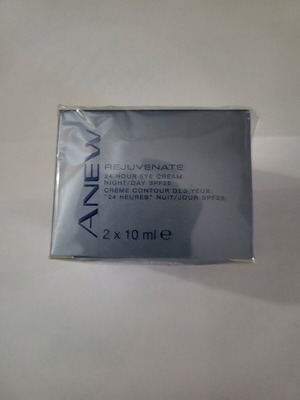 ANEW
REJUVENATE
24 HOUR EYE CREAM
NIGHT/DAY SPF25
CRÈME CONTOUR DES YEUX
"24 HEURES" NUIT/JOUR SPF25
2 x 10 ml e